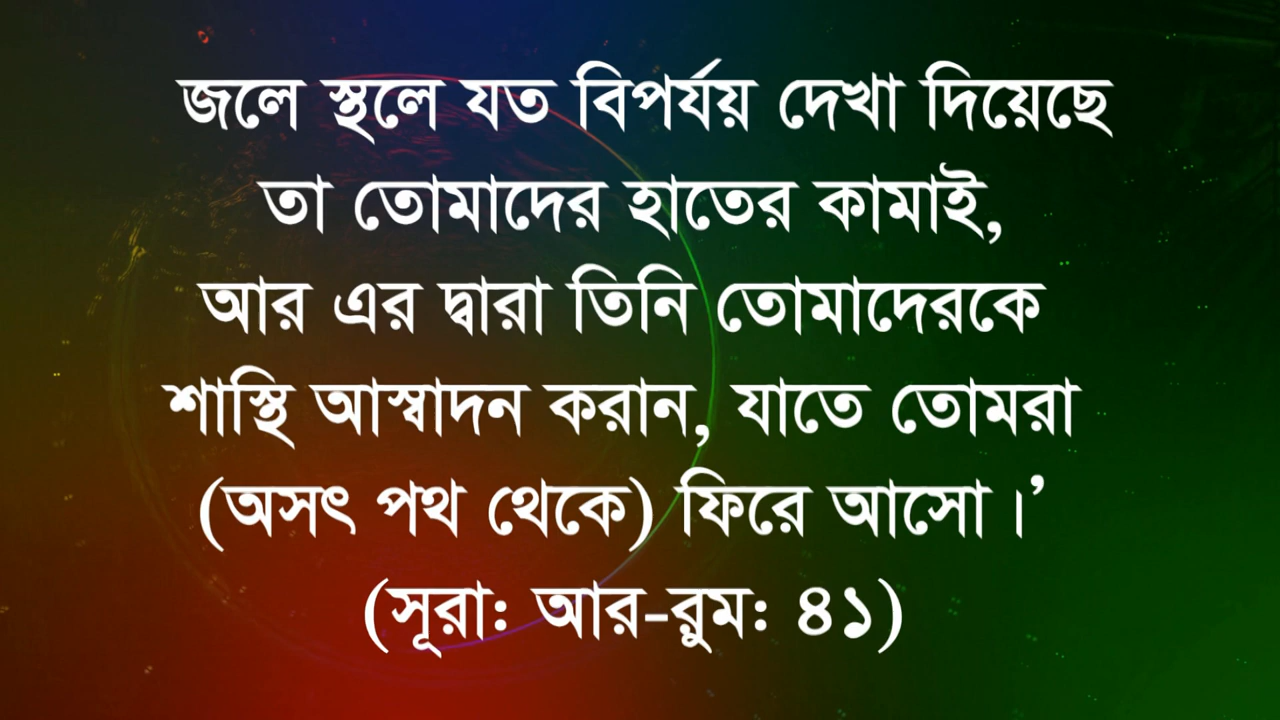 জলে স্থলে যত বিপর্যয় দেখা দিয়েছে
তা তোমাদের হাতের কামাই,
আর এর দ্বারা তিনি তোমাদেরকে
শাস্থি আস্বাদন করান, যাতে তোমরা
(অসৎ পথ থেকে) ফিরে আসো।’
(সূরাঃ আর-রুমঃ ৪১)